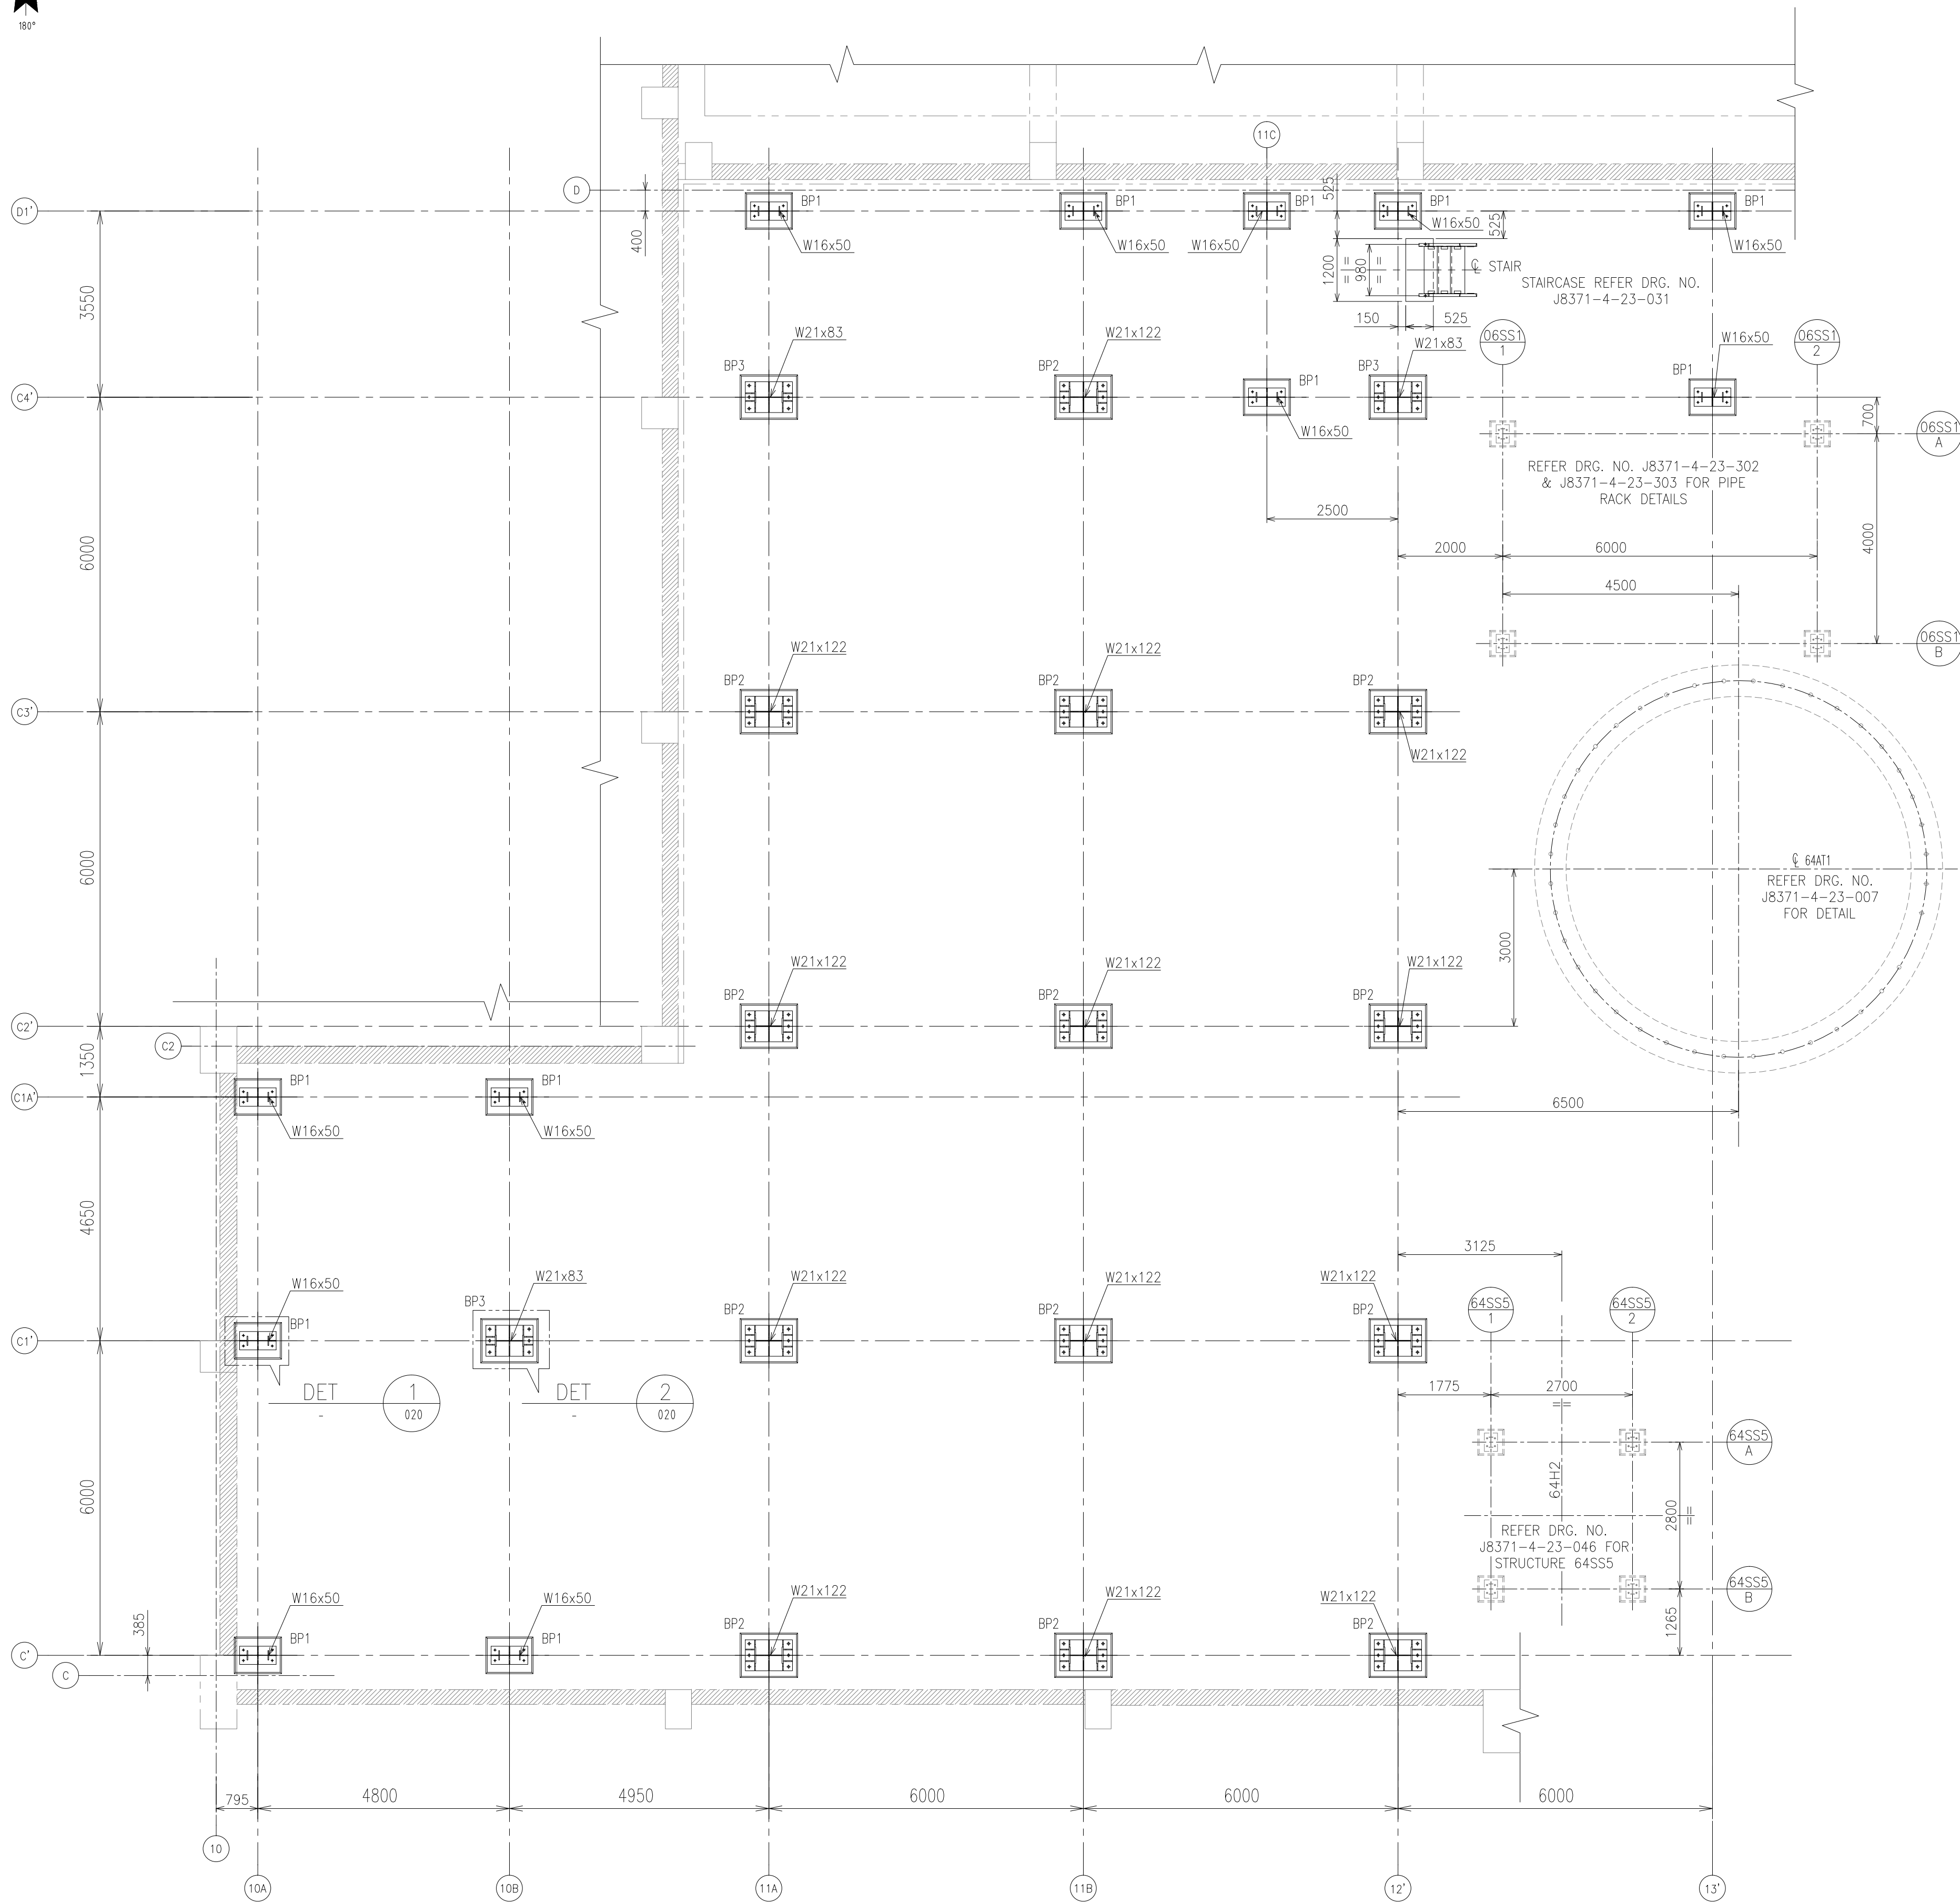 180°
11C
D
525
D1'
BP1
BP1
BP1
BP1
BP1
400
W16x50
W16x50
W16x50
W16x50
525
W16x50
3550
1200
=
980
=
=
=
℄ STAIR
STAIRCASE REFER DRG. NO.
J8371-4-23-031
150
525
W21x83
W21x122
W21x83
06SS1
1
06SS1
2
W16x50
BP3
BP2
BP1
BP3
BP1
C4'
W16x50
700
06SS1
A
REFER DRG. NO. J8371-4-23-302
& J8371-4-23-303 FOR PIPE
RACK DETAILS
2500
6000
2000
6000
4000
4500
W21x122
W21x122
06SS1
B
BP2
BP2
BP2
C3'
W21x122
6000
℄ 64AT1
REFER DRG. NO.
J8371-4-23-007
FOR DETAIL
3000
W21x122
W21x122
W21x122
BP2
BP2
BP2
C2'
C2
1350
BP1
BP1
C1A'
W16x50
W16x50
6500
4650
3125
W16x50
W21x83
W21x122
W21x122
W21x122
BP3
BP2
BP2
BP2
64SS5
1
64SS5
2
BP1
C1'
DET
-
1
020
DET
-
2
020
1775
2700
==
64SS5
A
6000
64H2
2800
=
REFER DRG. NO.
J8371-4-23-046 FOR
STRUCTURE 64SS5
W16x50
W16x50
W21x122
W21x122
W21x122
64SS5
B
385
BP1
BP1
BP2
BP2
BP2
1265
C'
C
795
4800
4950
6000
6000
6000
10
10A
10B
11A
11B
12'
13'